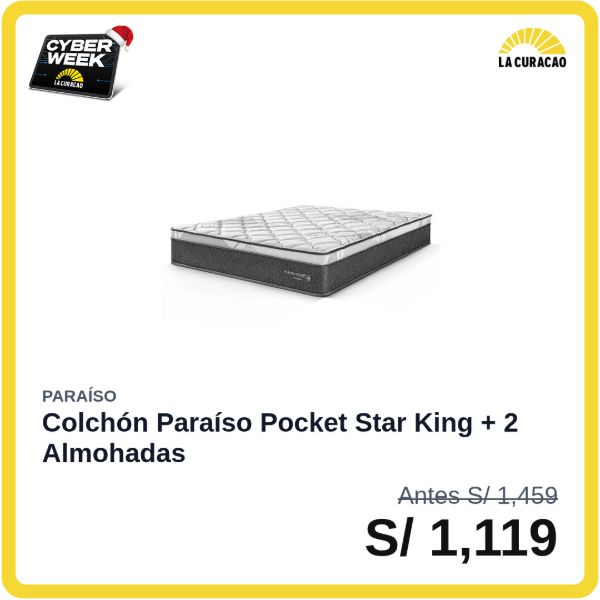 CYBER
WEEK
LA CURACAO
LA CURACAO
PARAÍSO
Colchón Paraíso Pocket Star King + 2
Almohadas
Antes S/ 1,459
S/ 1,119